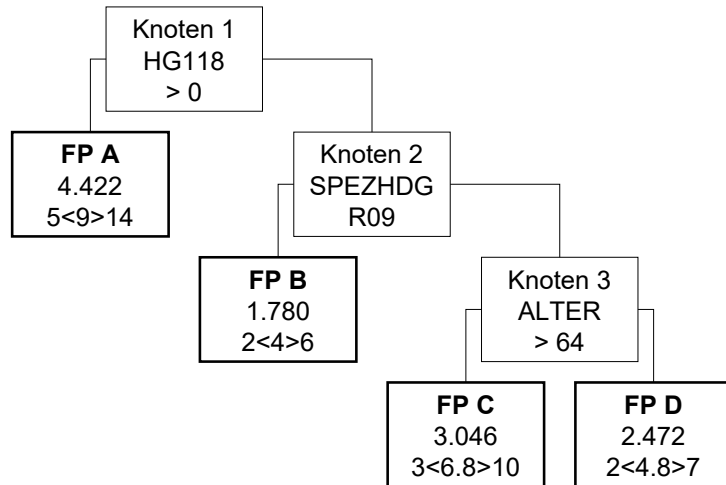 Knoten 1
HG118
> 0
FP A
4.422
5<9>14
Knoten 2
SPEZHDG
R09
FP B
1.780
2<4>6
Knoten 3
ALTER
> 64
FP C
3.046
3<6.8>10
FP D
2.472
2<4.8>7